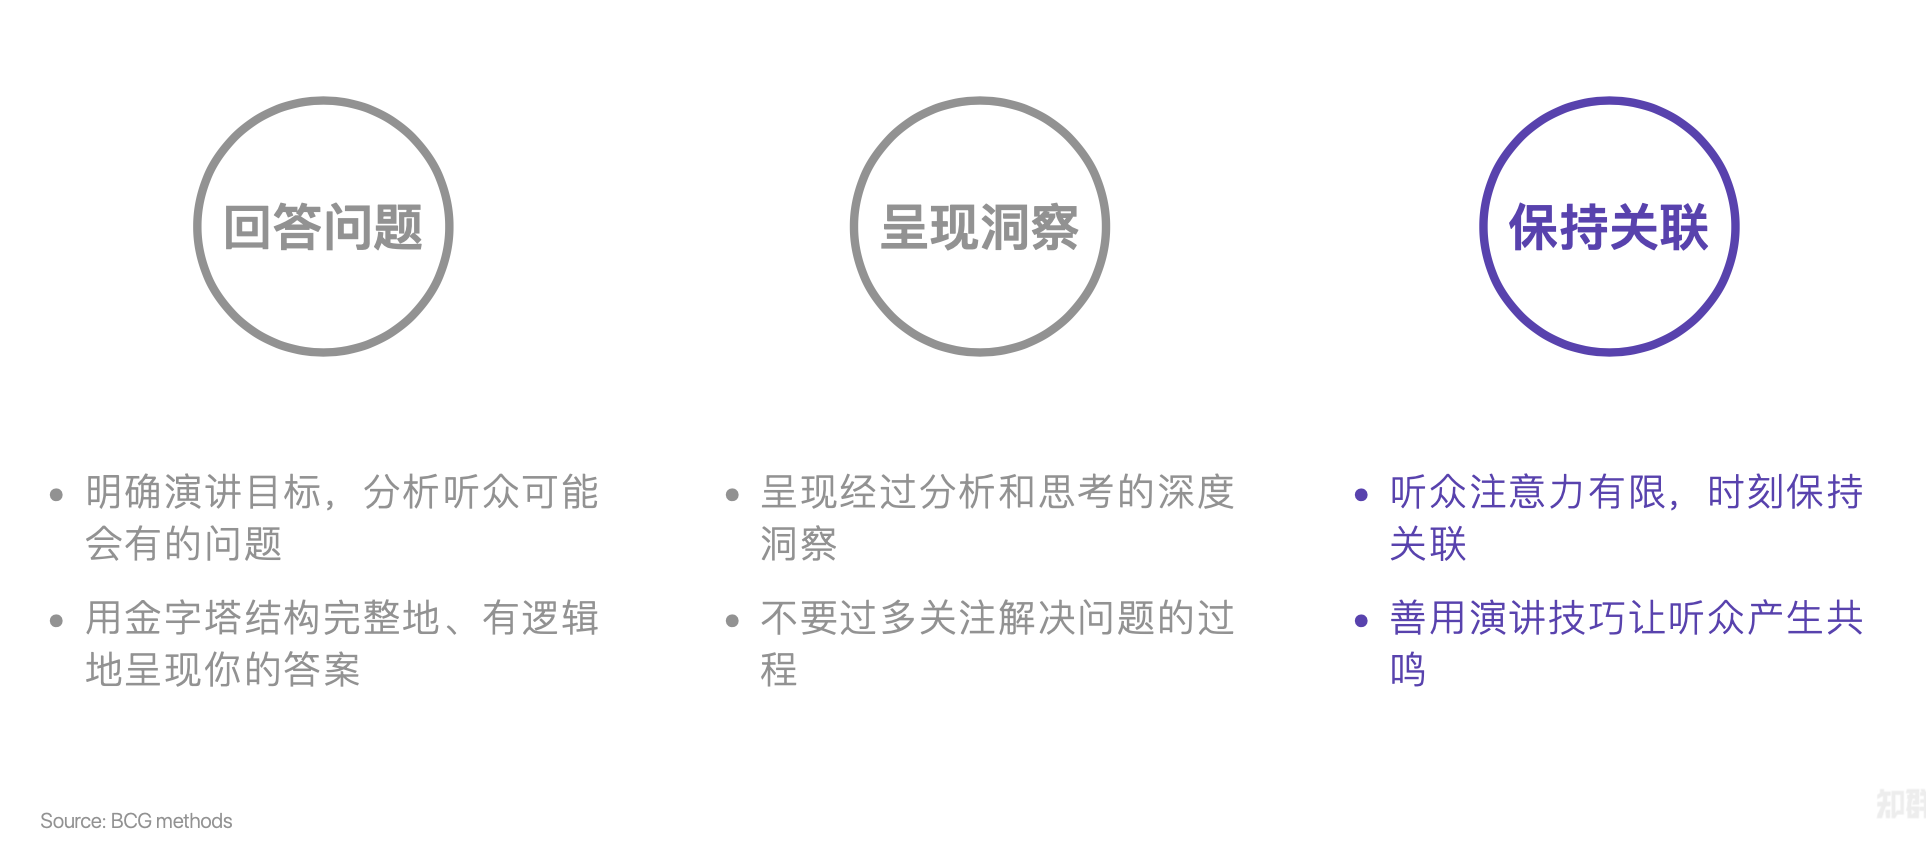 回答问题
呈现洞察
保持关联
• 明确演讲目标，分析听众可能
会有的问题
• 用金字塔结构完整地、有逻辑
地呈现你的答案
• 呈现经过分析和思考的深度
洞察
• 不要过多关注解决问题的过
程
• 听众注意力有限，时刻保持
关联
• 善用演讲技巧让听众产生共
鸣
Source: BCG methods
知群